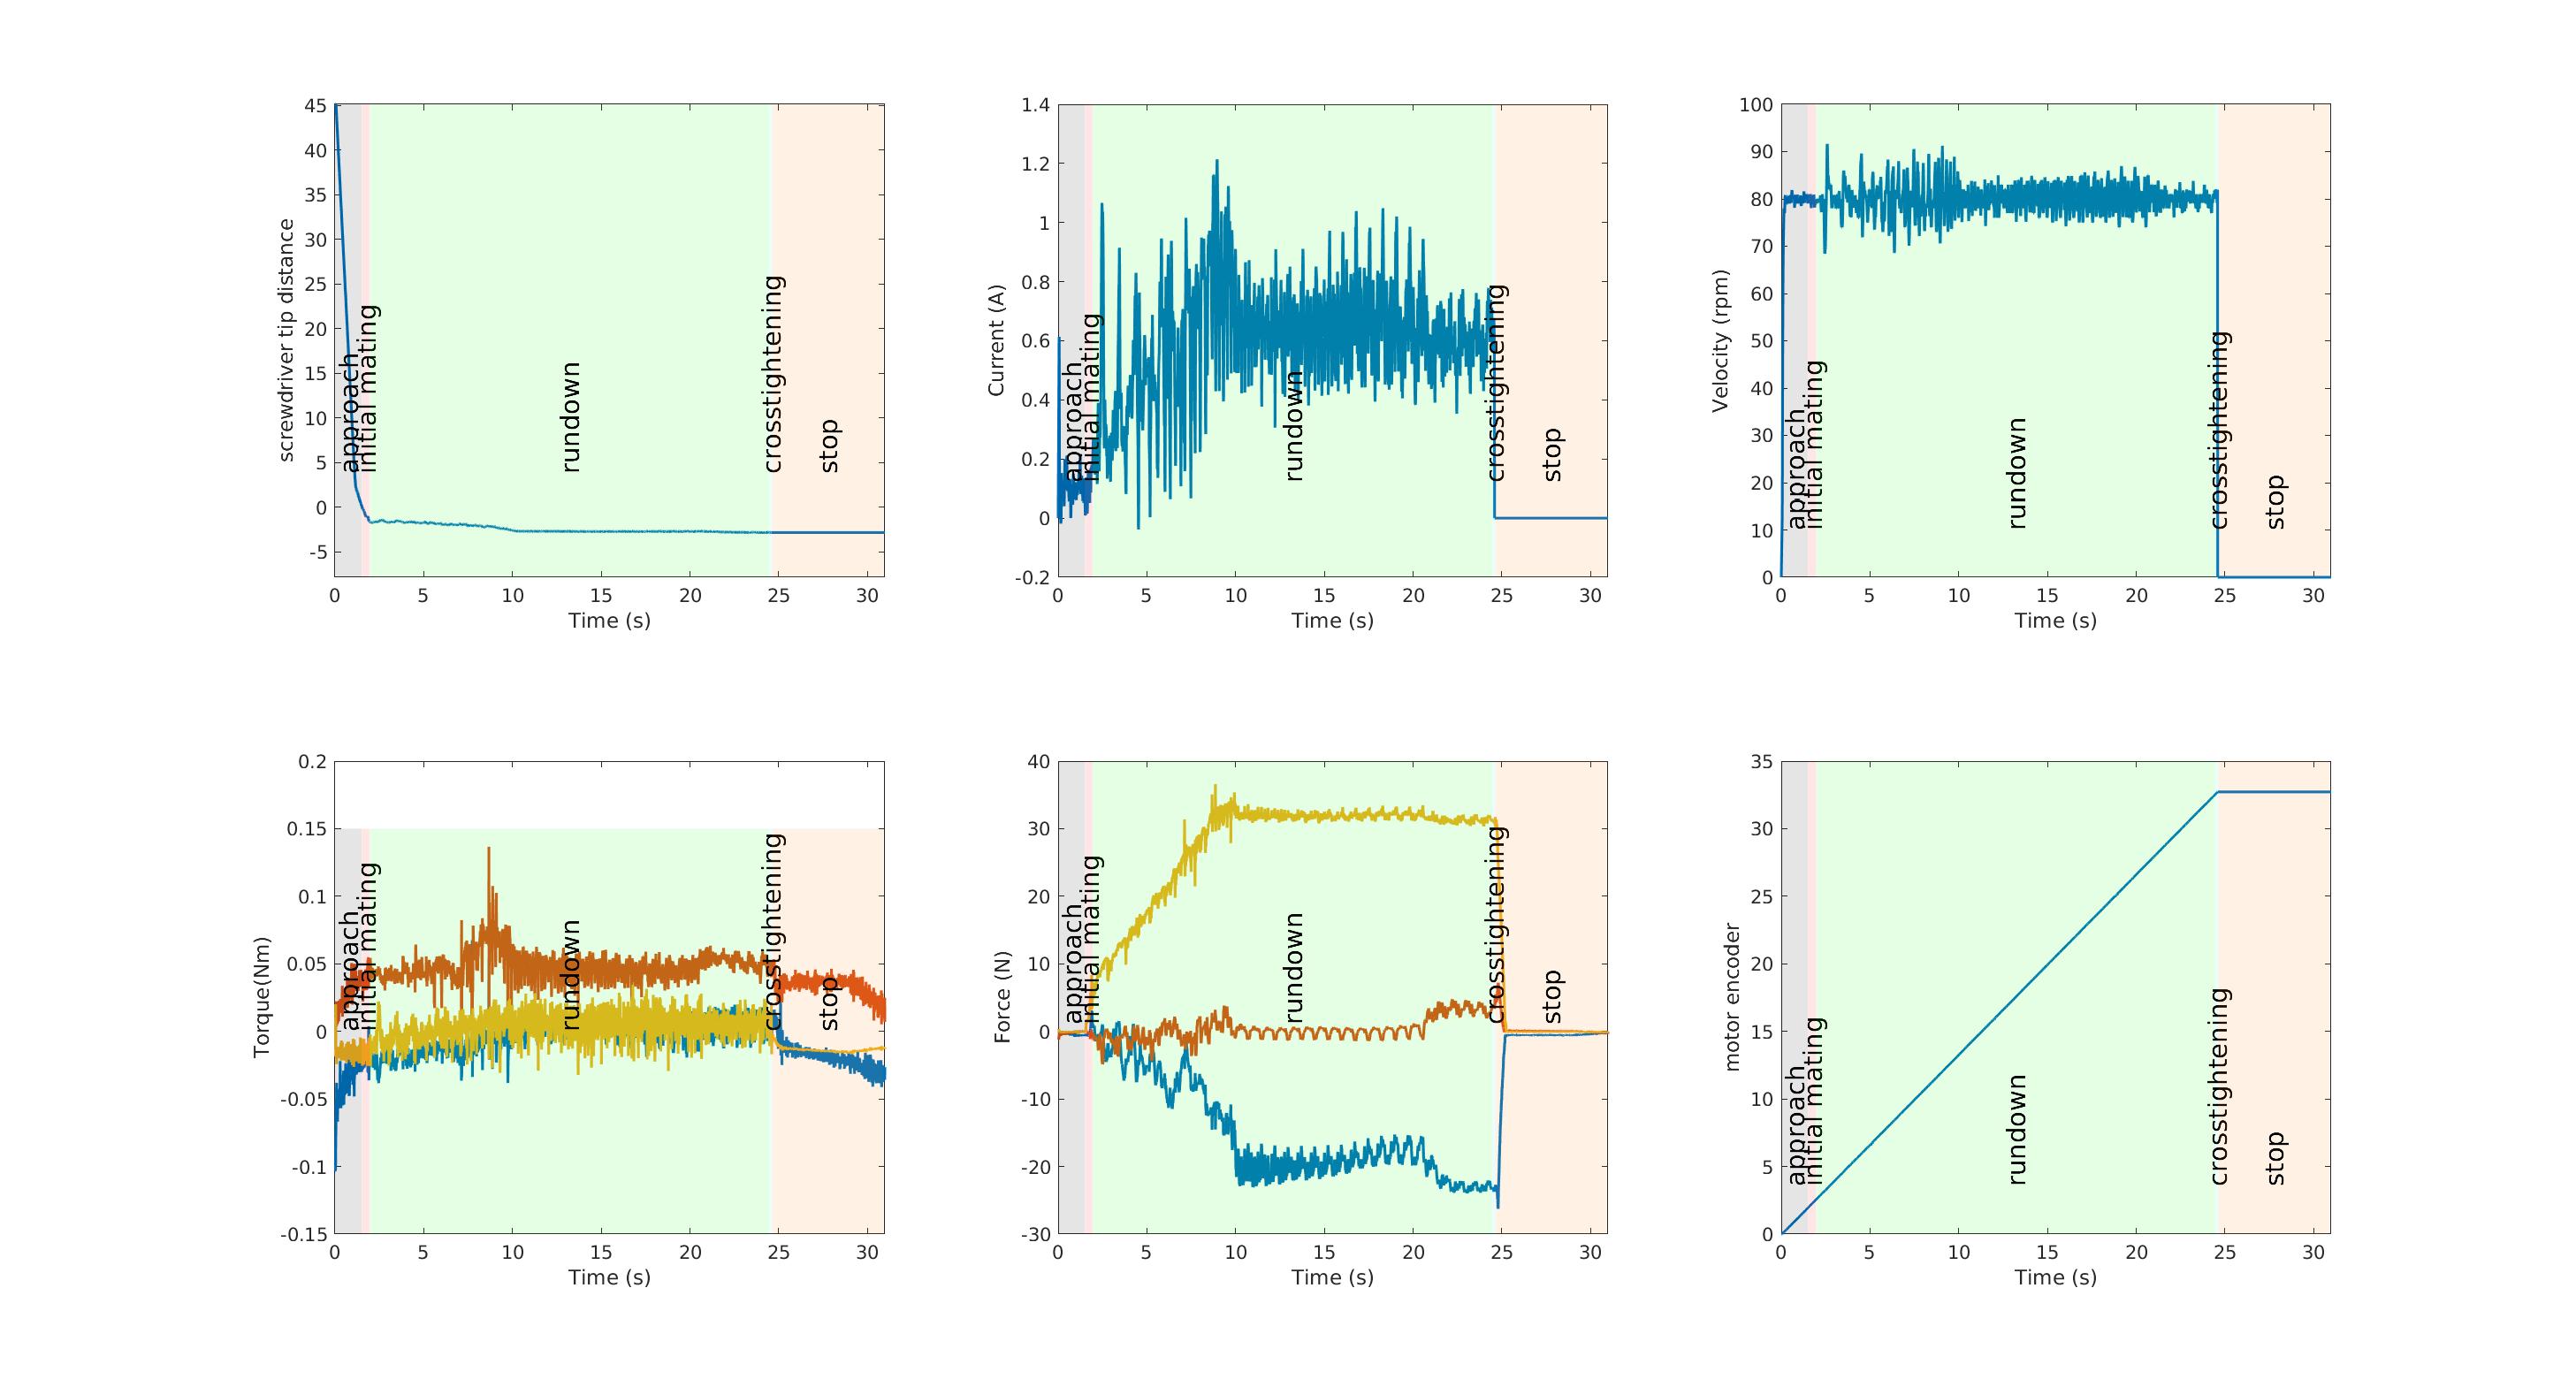 45
40
35
30
25
20
15
10
5
0
-5
screwdriver tip distance
approach
initial mating
rundown
crosstightening
stop
0 5 10 15 20 25 30
Time (s)
1.4
1.2
1
0.8
0.6
0.4
0.2
0
-0.2
Current (A)
approach
initial mating
rundown
crosstightening
stop
0 5 10 15 20 25 30
Time (s)
100
90
80
70
60
50
40
30
20
10
0
Velocity (rpm)
approach
initial mating
rundown
crosstightening
stop
0 5 10 15 20 25 30
Time (s)
0.2
0.15
0.1
0.05
0
-0.05
-0.1
-0.15
Torque(Nm)
approach
initial mating
rundown
crosstightening
stop
0 5 10 15 20 25 30
Time (s)
40
30
20
10
0
-10
-20
-30
Force (N)
approach
initial mating
rundown
crosstightening
stop
0 5 10 15 20 25 30
Time (s)
35
30
25
20
15
10
5
0
motor encoder
approach
initial mating
rundown
crosstightening
stop
0 5 10 15 20 25 30
Time (s)